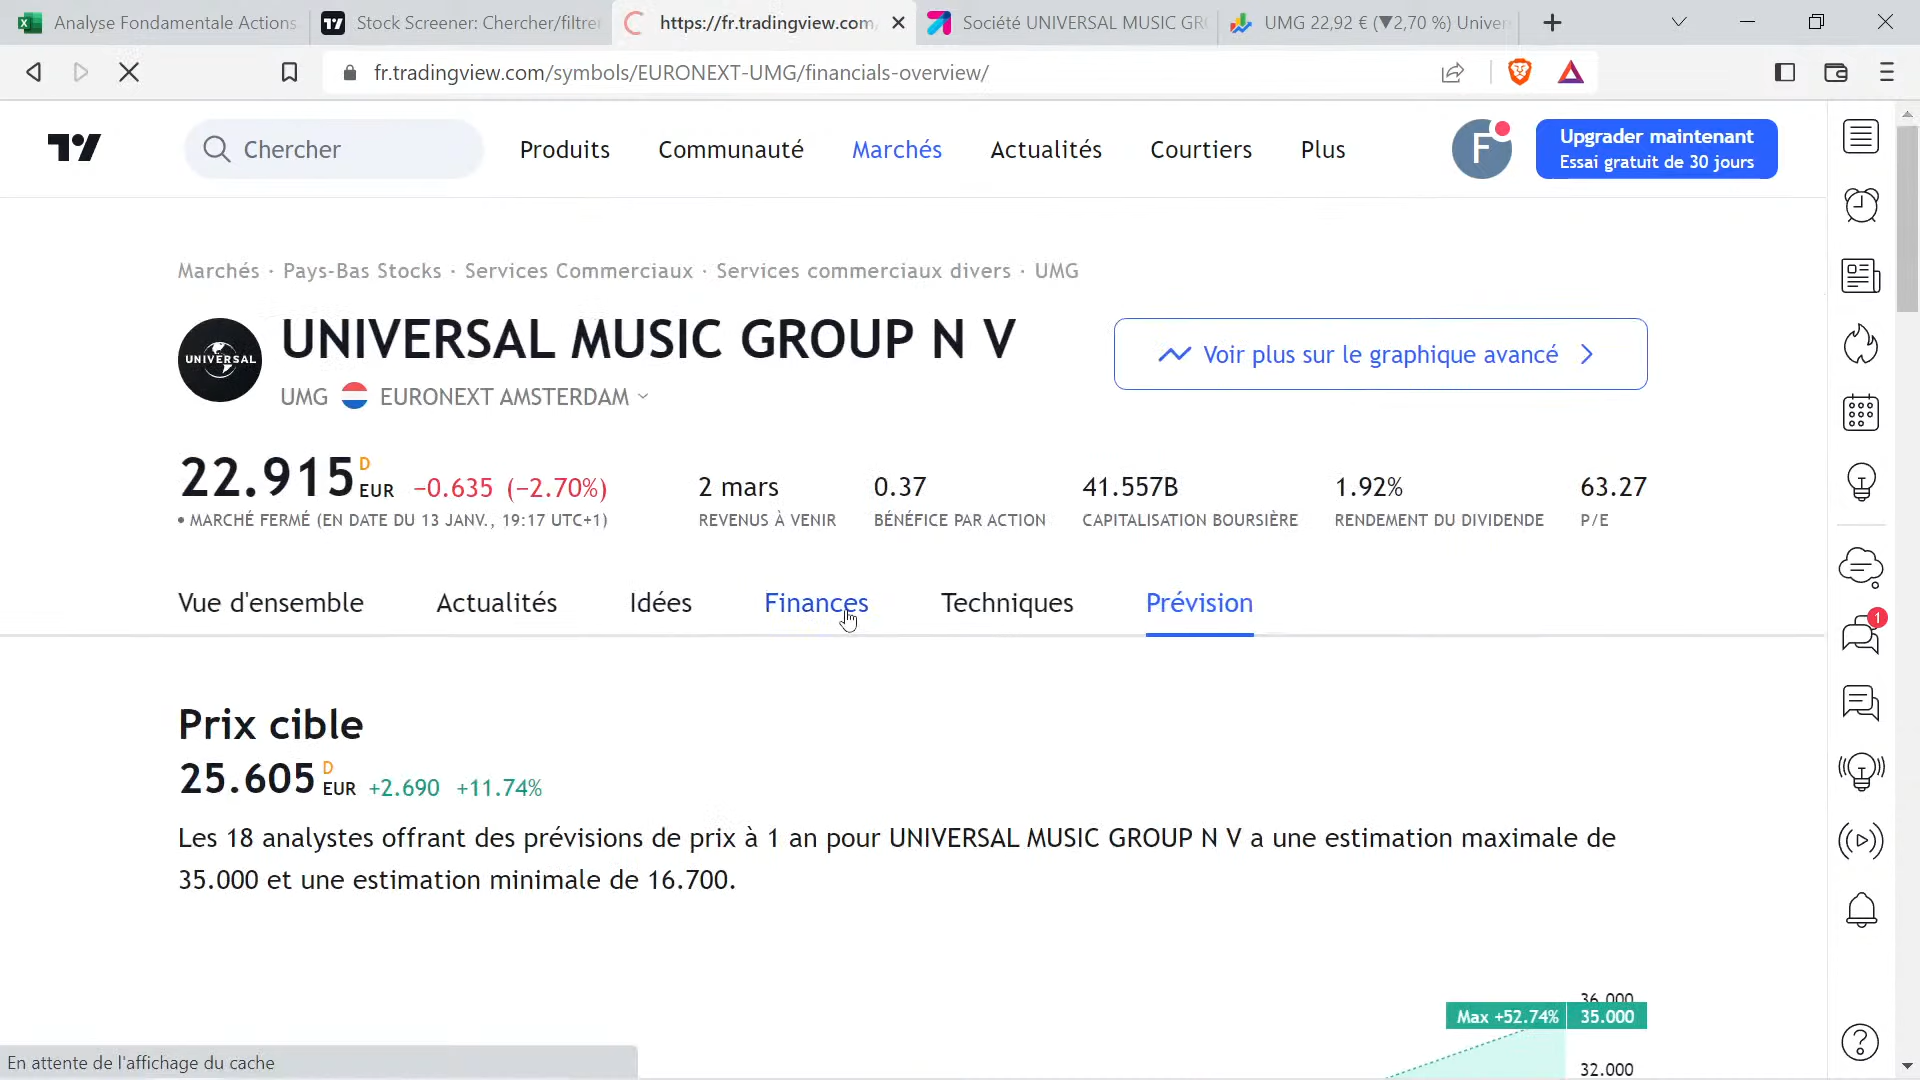 Analyse Fondamentale Actions
Stock Screener: Chercher/filtrer
https://fr.tradingview.com/
Société UNIVERSAL MUSIC GR
UMG 22,92 € (▼2,70 %) Univer
fr.tradingview.com/symbols/EURONEXT-UMG/financials-overview/
Chercher
Produits
Communauté
Marchés
Actualités
Courtiers
Plus
F
Upgrader maintenant
Essai gratuit de 30 jours
Marchés · Pays-Bas Stocks · Services Commerciaux · Services commerciaux divers · UMG
UNIVERSAL
UNIVERSAL MUSIC GROUP N V
UMG EURONEXT AMSTERDAM
Voir plus sur le graphique avancé
22.915 D EUR −0.635 (−2.70%)
• MARCHÉ FERMÉ (EN DATE DU 13 JANV., 19:17 UTC+1)
2 mars
REVENUS À VENIR
0.37
BÉNÉFICE PAR ACTION
41.557B
CAPITALISATION BOURSIÈRE
1.92%
RENDEMENT DU DIVIDENDE
63.27
P/E
Vue d'ensemble
Actualités
Idées
Finances
Techniques
Prévision
1
Prix cible
25.605 D EUR +2.690 +11.74%
Les 18 analystes offrant des prévisions de prix à 1 an pour UNIVERSAL MUSIC GROUP N V a une estimation maximale de
35.000 et une estimation minimale de 16.700.
36.000
Max +52.74% 35.000
32.000
En attente de l'affichage du cache